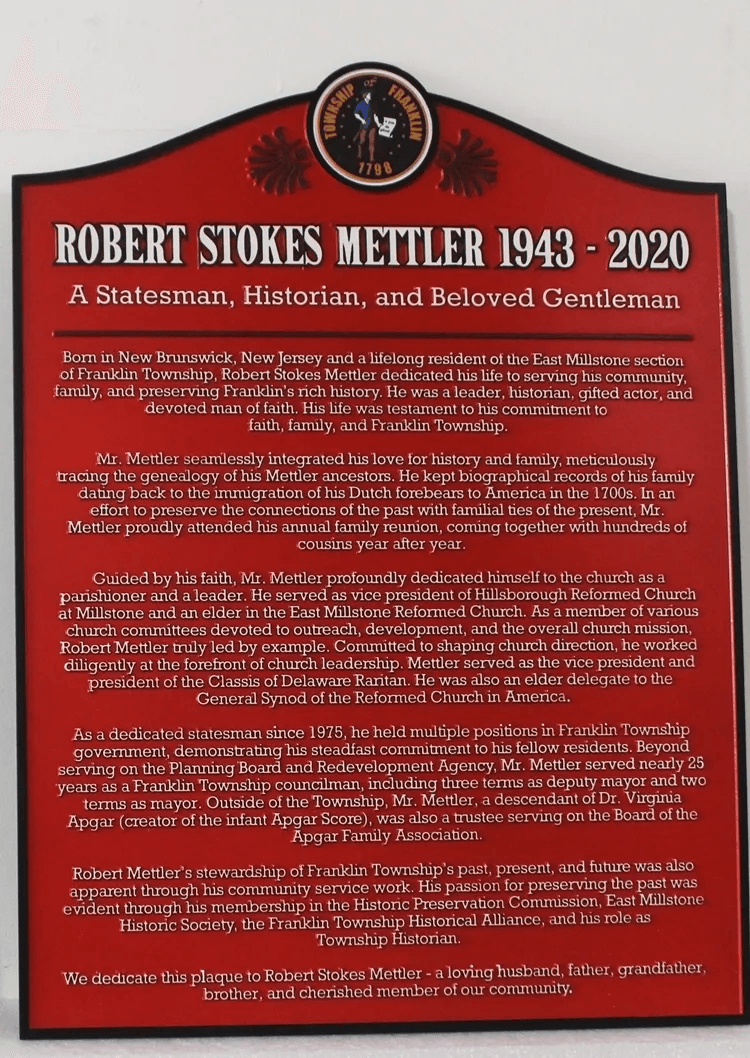 TOWNSHIP OF FRANKLIN
1798
ROBERT STOKES METTLER 1943 - 2020
A Statesman, Historian, and Beloved Gentleman
Born in New Brunswick, New Jersey and a lifelong resident of the East Millstone section
of Franklin Township, Robert Stokes Mettler dedicated his life to serving his community,
family, and preserving Franklin's rich history. He was a leader, historian, gifted actor, and
devoted man of faith. His life was testament to his commitment to
faith, family, and Franklin Township.
Mr. Mettler seamlessly integrated his love for history and family, meticulously
tracing the genealogy of his Mettler ancestors. He kept biographical records of his family
dating back to the immigration of his Dutch forebears to America in the 1700s. In an
effort to preserve the connections of the past with familial ties of the present, Mr.
Mettler proudly attended his annual family reunion, coming together with hundreds of
cousins year after year.
Guided by his faith, Mr. Mettler profoundly dedicated himself to the church as a
parishioner and a leader. He served as vice president of Hillsborough Reformed Church
at Millstone and an elder in the East Millstone Reformed Church. As a member of various
church committees devoted to outreach, development, and the overall church mission,
Robert Mettler truly led by example. Committed to shaping church direction, he worked
diligently at the forefront of church leadership. Mettler served as the vice president and
president of the Classis of Delaware Raritan. He was also an elder delegate to the
General Synod of the Reformed Church in America.
As a dedicated statesman since 1975, he held multiple positions in Franklin Township
government, demonstrating his steadfast commitment to his fellow residents. Beyond
serving on the Planning Board and Redevelopment Agency, Mr. Mettler served nearly 25
years as a Franklin Township councilman, including three terms as deputy mayor and two
terms as mayor. Outside of the Township, Mr. Mettler, a descendant of Dr. Virginia
Apgar (creator of the infant Apgar Score), was also a trustee serving on the Board of the
Apgar Family Association.
Robert Mettler's stewardship of Franklin Township's past, present, and future was also
apparent through his community service work. His passion for preserving the past was
evident through his membership in the Historic Preservation Commission, East Millstone
Historic Society, the Franklin Township Historical Alliance, and his role as
Township Historian.
We dedicate this plaque to Robert Stokes Mettler - a loving husband, father, grandfather,
brother, and cherished member of our community.